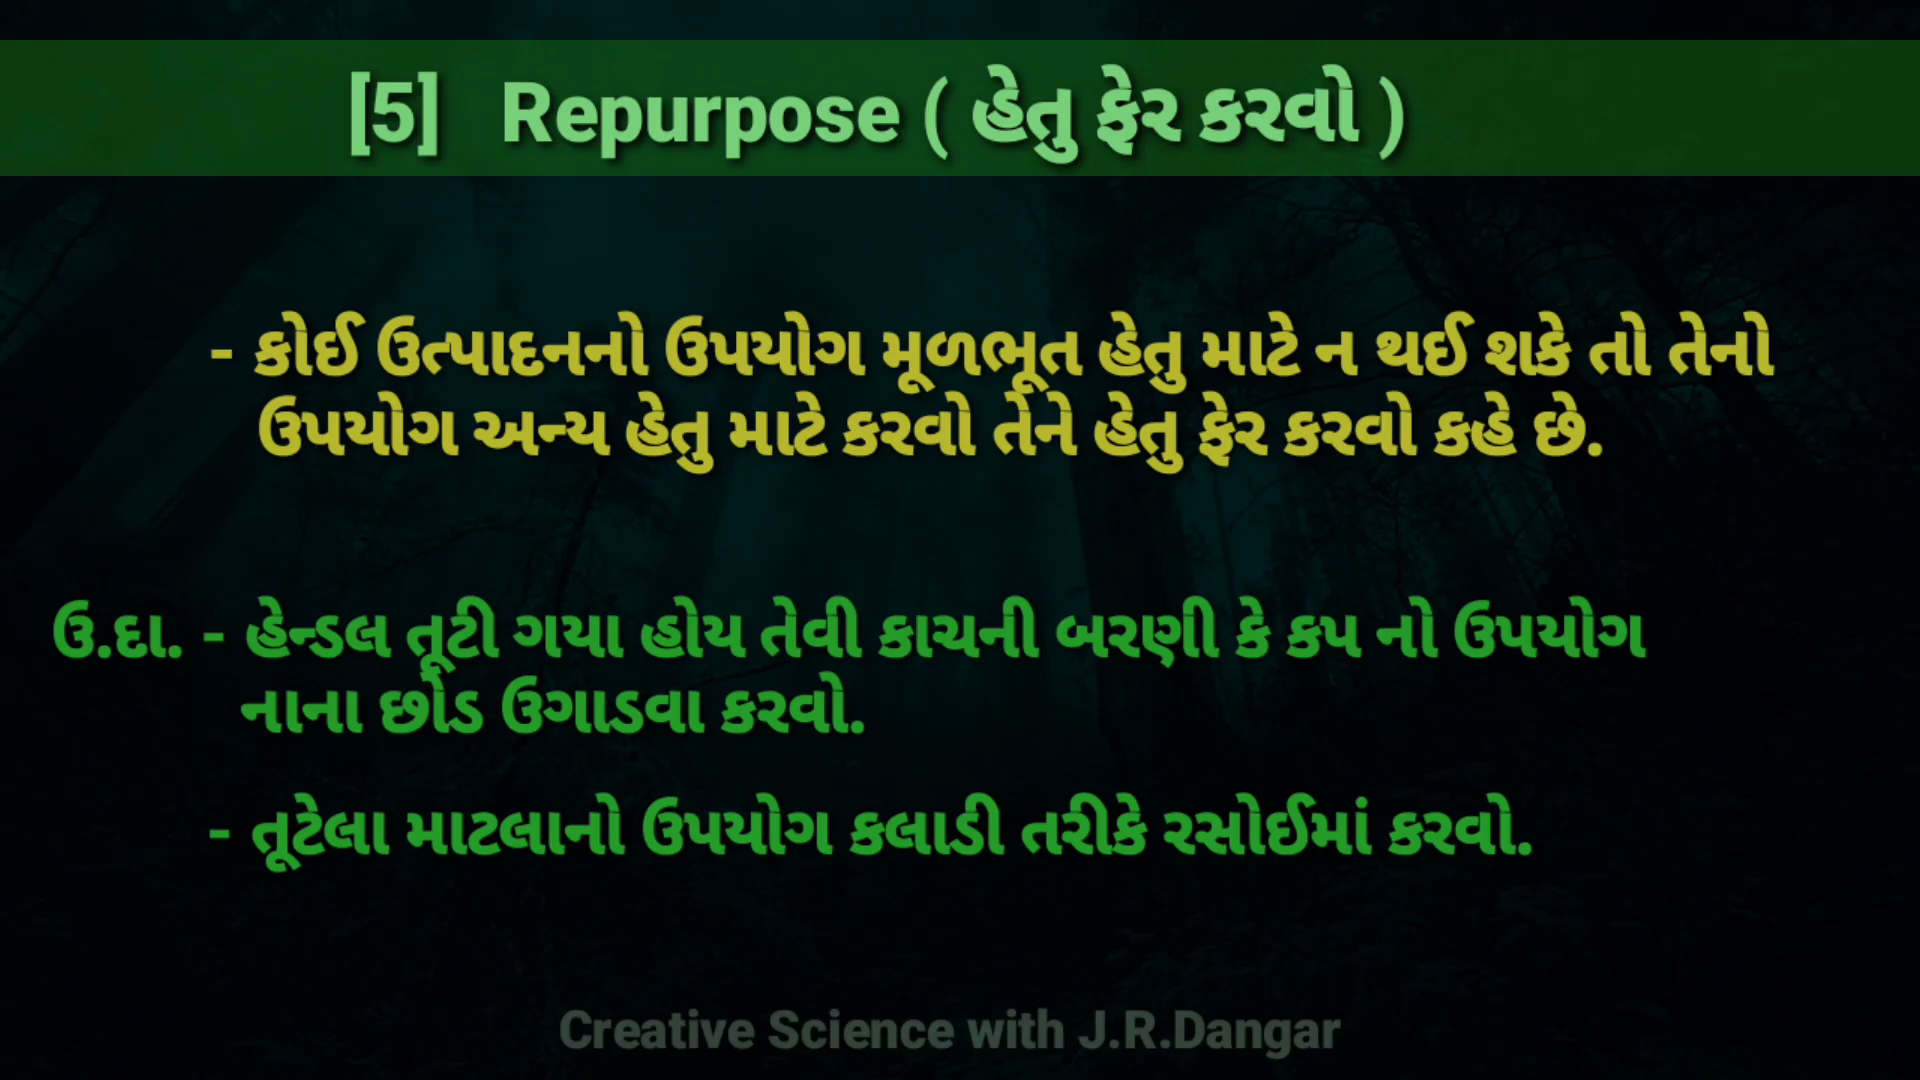 [5] Repurpose ( હેતુ ફેર કરવો )
- કોઈ ઉત્પાદનનો ઉપયોગ મૂળભૂત હેતુ માટે ન થઈ શકે તો તેનો
ઉપયોગ અન્ય હેતુ માટે કરવો તેને હેતુ ફેર કરવો કહે છે.
ઉ.દા. - હેન્ડલ તૂટી ગયા હોય તેવી કાચની બરણી કે કપ નો ઉપયોગ
નાના છોડ ઉગાડવા કરવો.
- તૂટેલા માટલાનો ઉપયોગ કલાડી તરીકે રસોઈમાં કરવો.
Creative Science with J.R.Dangar